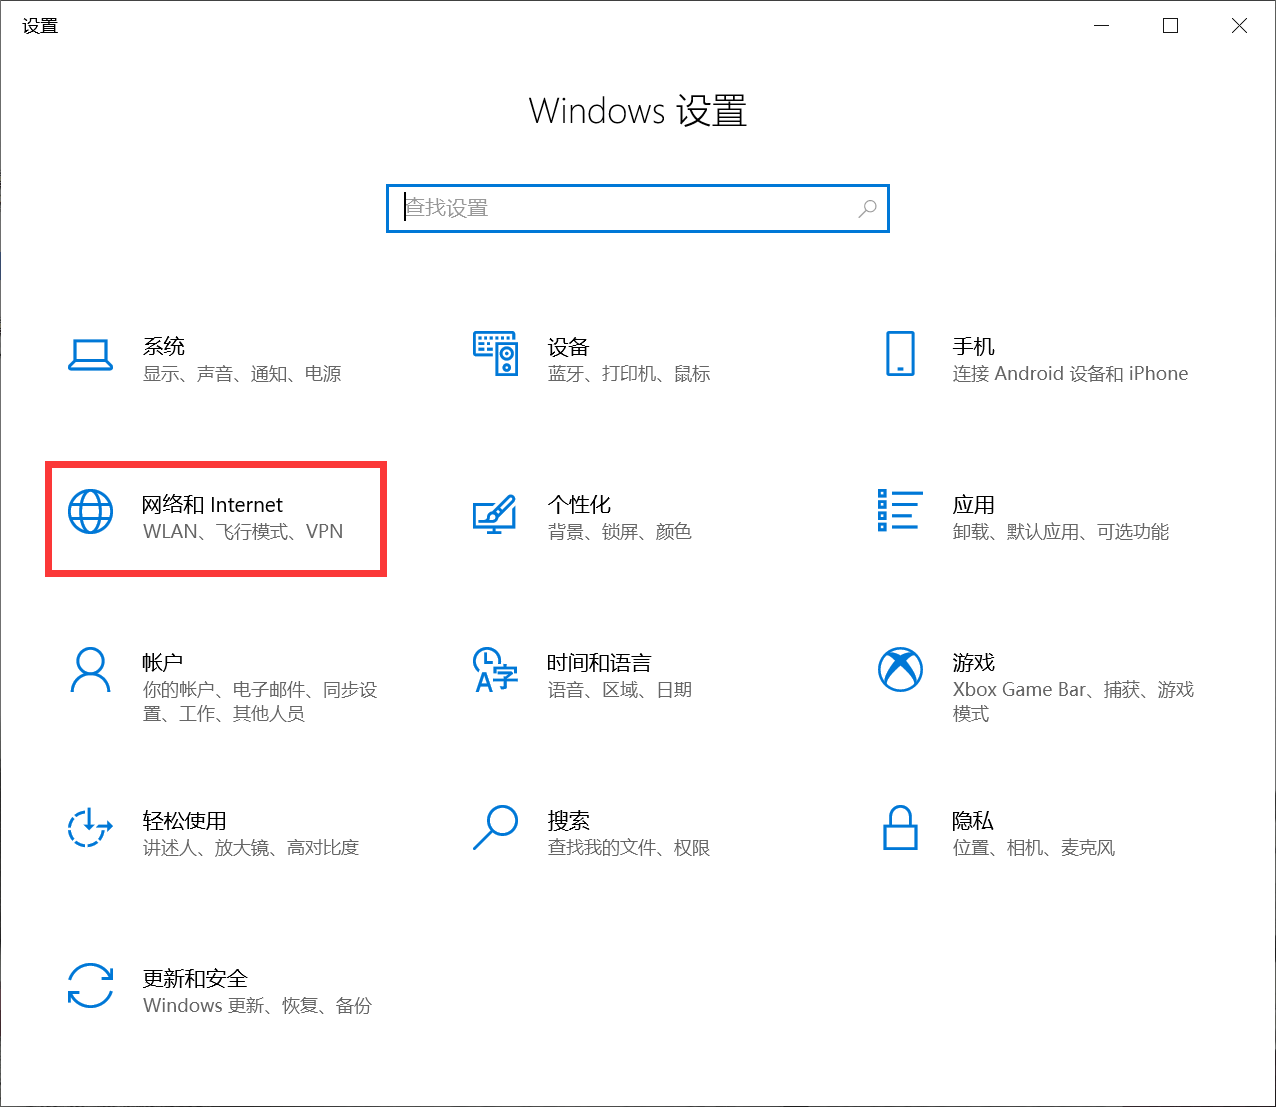 设置
Windows 设置
查找设置
系统
显示、声音、通知、电源
设备
蓝牙、打印机、鼠标
手机
连接 Android 设备和 iPhone
网络和 Internet
WLAN、飞行模式、VPN
个性化
背景、锁屏、颜色
应用
卸载、默认应用、可选功能
帐户
你的帐户、电子邮件、同步设
置、工作、其他人员
时间和语言
语音、区域、日期
游戏
Xbox Game Bar、捕获、游戏
模式
轻松使用
讲述人、放大镜、高对比度
搜索
查找我的文件、权限
隐私
位置、相机、麦克风
更新和安全
Windows 更新、恢复、备份